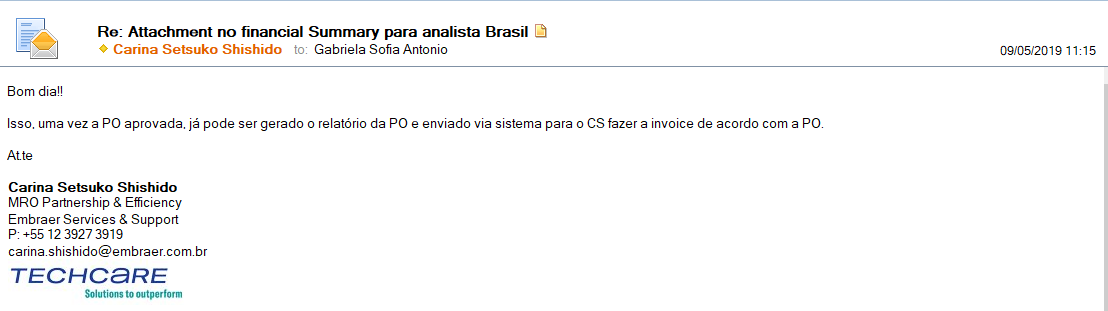 Re: Attachment no financial Summary para analista Brasil
Carina Setsuko Shishido to: Gabriela Sofia Antonio
09/05/2019 11:15
Bom dia!!
Isso, uma vez a PO aprovada, já pode ser gerado o relatório da PO e enviado via sistema para o CS fazer a invoice de acordo com a PO.
At.te
Carina Setsuko Shishido
MRO Partnership & Efficiency
Embraer Services & Support
P: +55 12 3927 3919
carina.shishido@embraer.com.br
TECHCARE
Solutions to outperform